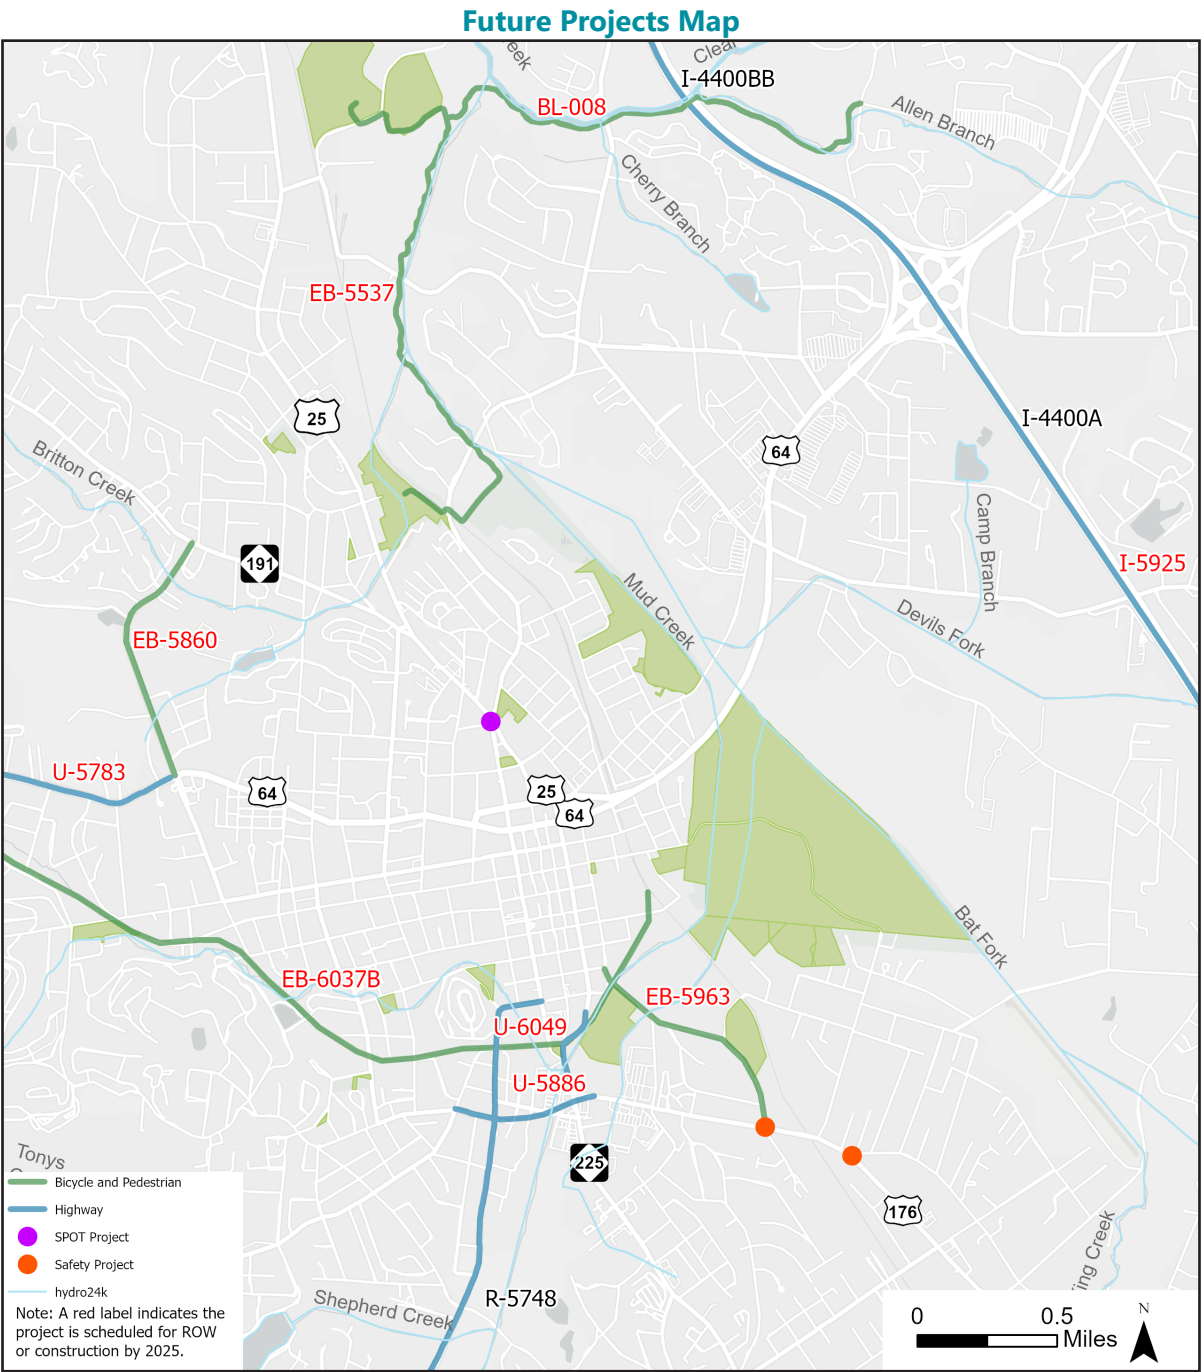 Future Projects Map
eek
Clear
I-4400BB
BL-008
Allen Branch
Cherry Branch
EB-5537
25
I-4400A
64
Britton Creek
Camp Branch
191
I-5925
Mud Creek
Devils Fork
EB-5860
U-5783
64
25
64
Bat Fork
EB-6037B
EB-5963
U-6049
U-5886
225
Tonys
176
Bicycle and Pedestrian
Highway
SPOT Project
Safety Project
hydro24k
Note: A red label indicates the
project is scheduled for ROW
or construction by 2025.
R-5748
Shepherd Creek
ing Creek
0 0.5
Miles
N